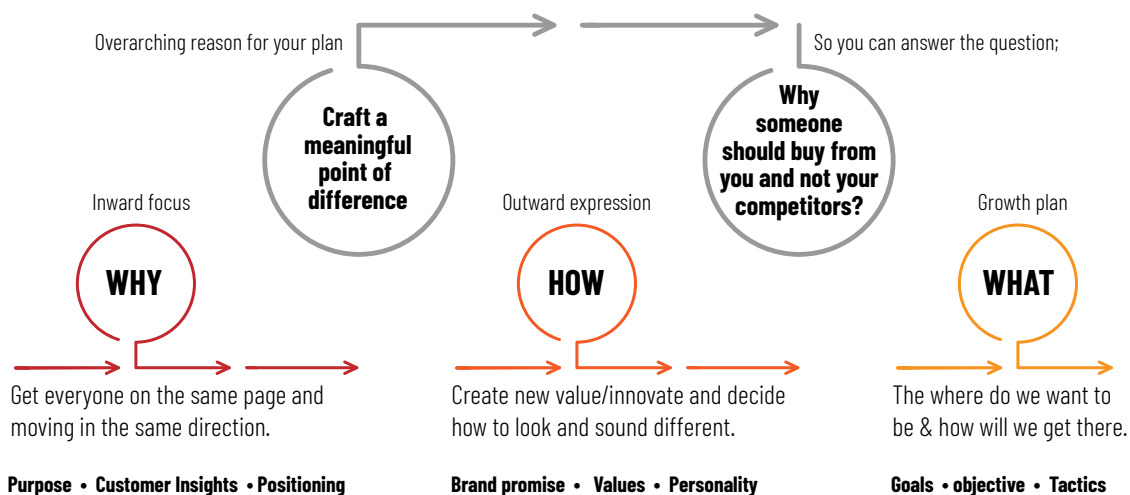 Overarching reason for your plan
So you can answer the question;
Craft a
meaningful
point of
difference
Why
someone
should buy from
you and not your
competitors?
Inward focus
WHY
Get everyone on the same page and
moving in the same direction.
Purpose • Customer Insights • Positioning
Outward expression
HOW
Create new value/innovate and decide
how to look and sound different.
Brand promise • Values • Personality
Growth plan
WHAT
The where do we want to
be & how will we get there.
Goals • objective • Tactics